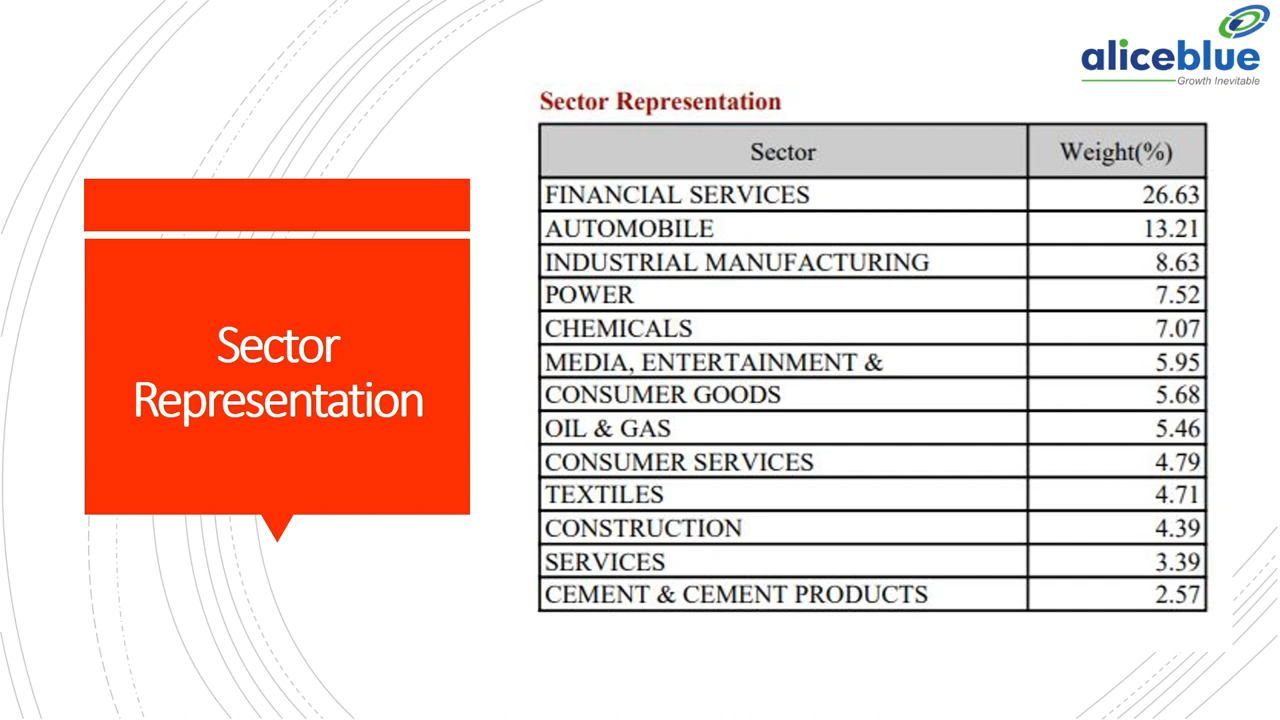 aliceblue
Growth Inevitable
Sector Representation
Sector Weight(%)
FINANCIAL SERVICES 26.63
AUTOMOBILE 13.21
INDUSTRIAL MANUFACTURING 8.63
POWER 7.52
CHEMICALS 7.07
MEDIA, ENTERTAINMENT & 5.95
CONSUMER GOODS 5.68
OIL & GAS 5.46
CONSUMER SERVICES 4.79
TEXTILES 4.71
CONSTRUCTION 4.39
SERVICES 3.39
CEMENT & CEMENT PRODUCTS 2.57
Sector
Representation